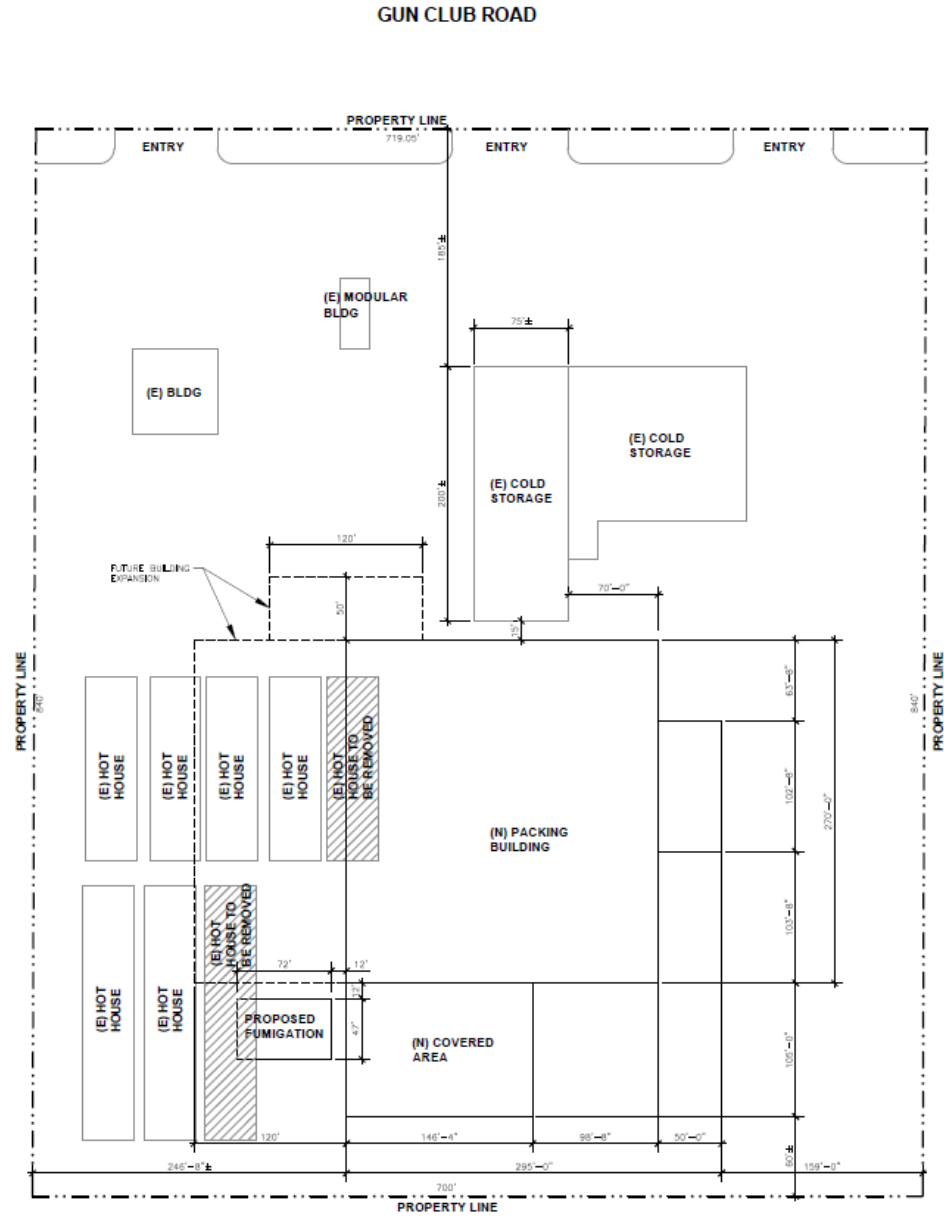 GUN CLUB ROAD
PROPERTY LINE
719.05'
ENTRY
ENTRY
ENTRY
185'±
(E) MODULAR
BLDG
75'±
(E) BLDG
(E) COLD
STORAGE
(E) COLD
STORAGE
200'±
120'
FUTURE BUILDING
EXPANSION
50'
70'-0"
15'
PROPERTY LINE
840'
63'-8"
840'
PROPERTY LINE
(E) HOT
HOUSE
(E) HOT
HOUSE
(E) HOT
HOUSE
(E) HOT
HOUSE
(E) HOT
HOUSE TO
BE REMOVED
102'-8"
270'-0"
(N) PACKING
BUILDING
103'-8"
(E) HOT
HOUSE TO
BE REMOVED
72'
12'
12'
(E) HOT
HOUSE
(E) HOT
HOUSE
PROPOSED
FUMIGATION
47'
(N) COVERED
AREA
105'-0"
120'
146'-4"
98'-8"
50'-0"
60'±
246'-8"±
295'-0"
159'-0"
700'
PROPERTY LINE